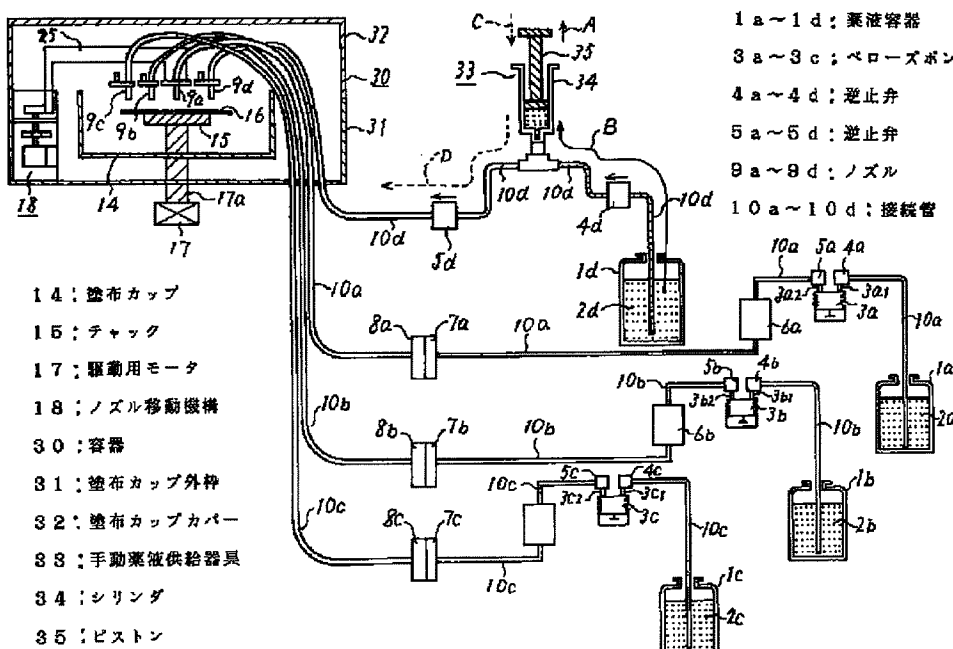 25
32
30
31
9c
9b
9a
9d
16
15
18
14
17a
17
C
A
33
35
34
B
D
10d
10d
10d
10d
5d
4d
1d
2d
1a~1d:薬液容器
3a~3c:ベローズポン
4a~4d:逆止弁
5a~5d:逆止弁
9a~9d:ノズル
10a~10d:接続管
10a
10a
8a
7a
10a
5a
4a
3a2
3a1
3a
6a
10a
1a
2a
10b
8b
7b
10b
10b
5b
4b
3b2
3b1
3b
6b
10b
1b
2b
10c
8c
7c
10c
10c
5c
4c
3c2
3c1
3c
10c
1c
2c
14:塗布カップ
15:チャック
17:駆動用モータ
18:ノズル移動機構
30:容器
31:塗布カップ外枠
32:塗布カップカバー
33:手動薬液供給器具
34:シリンダ
35:ピストン